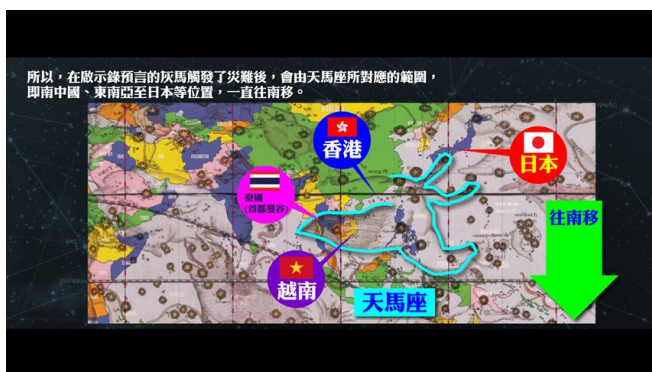 所以，在啟示錄預言的灰馬觸發了災難後，會由天馬座所對應的範圍，
即南中國、東南亞至日本等位置，一直往南移。
香港
日本
泰國
(首都曼谷)
往南移
越南
天馬座